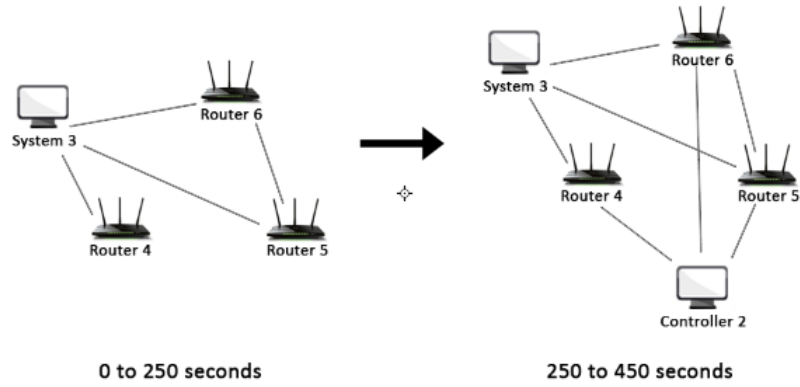 Router 6
System 3
Router 4
Router 5
0 to 250 seconds
Router 6
System 3
Router 4
Router 5
Controller 2
250 to 450 seconds